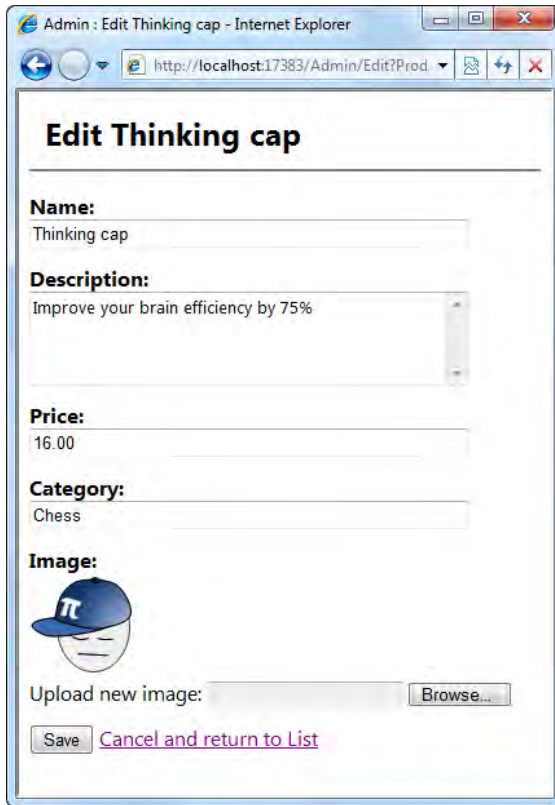 Admin : Edit Thinking cap - Internet Explorer
http://localhost:17383/Admin/Edit?Prod
Edit Thinking cap
Name:
Thinking cap
Description:
Improve your brain efficiency by 75%
Price:
16.00
Category:
Chess
Image:
π
Upload new image: Browse...
Save Cancel and return to List